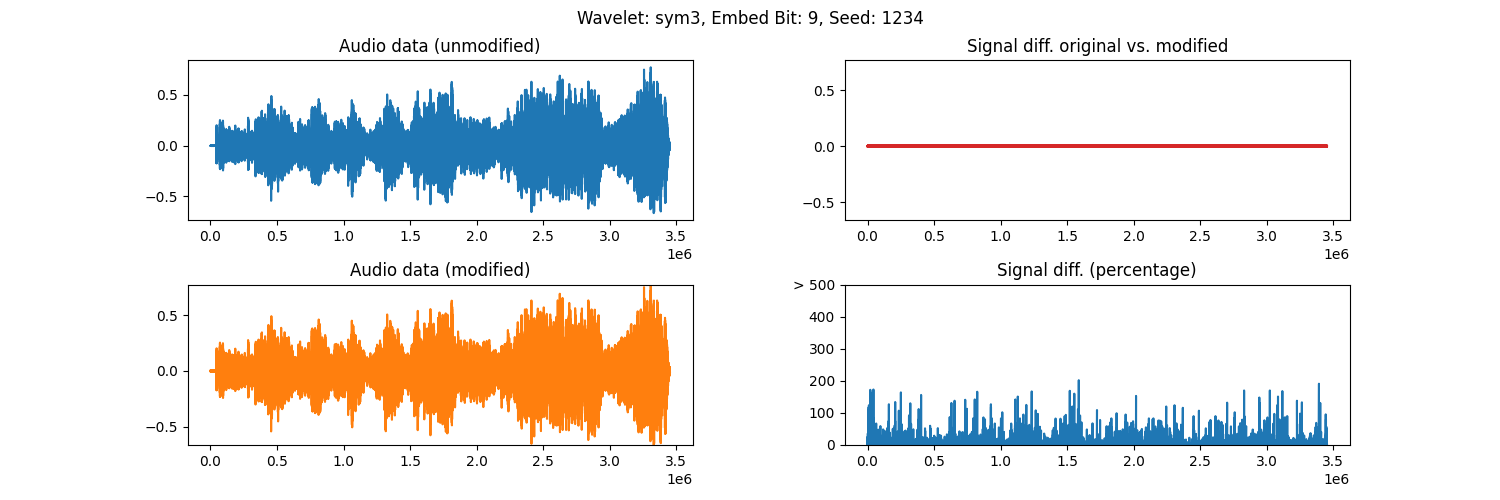 Wavelet: sym3, Embed Bit: 9, Seed: 1234
Audio data (unmodified)
0.5
0.0
−0.5
0.0 0.5 1.0 1.5 2.0 2.5 3.0 3.5
1e6
Signal diff. original vs. modified
0.5
0.0
−0.5
0.0 0.5 1.0 1.5 2.0 2.5 3.0 3.5
1e6
Audio data (modified)
0.5
0.0
−0.5
0.0 0.5 1.0 1.5 2.0 2.5 3.0 3.5
1e6
Signal diff. (percentage)
> 500
400
300
200
100
0
0.0 0.5 1.0 1.5 2.0 2.5 3.0 3.5
1e6